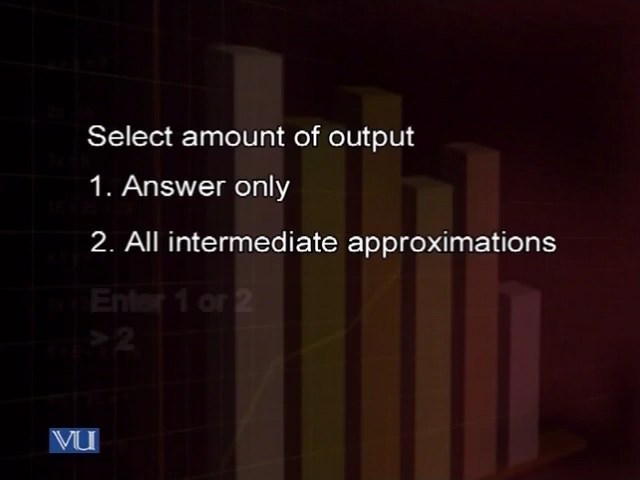 Select amount of output
1. Answer only
2. All intermediate approximations
Enter 1 or 2
> 2
VU